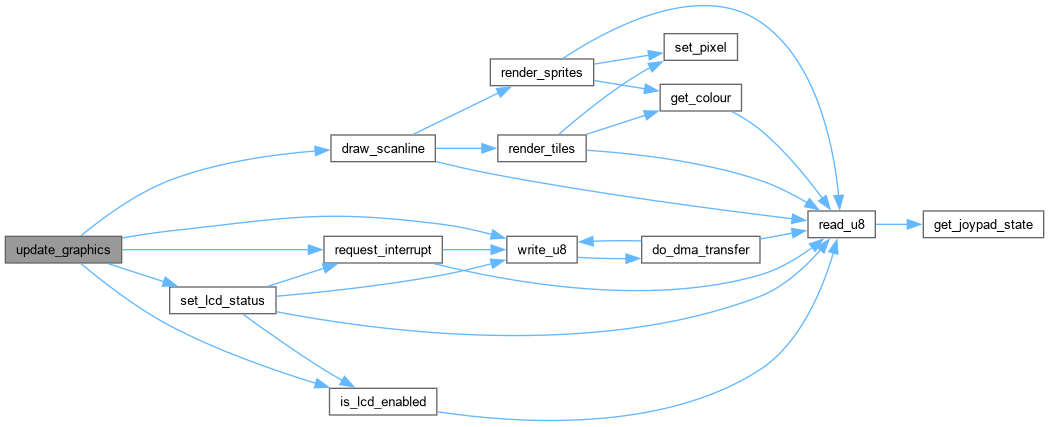 update_graphics
draw_scanline
render_sprites
set_pixel
get_colour
render_tiles
read_u8
get_joypad_state
request_interrupt
write_u8
do_dma_transfer
set_lcd_status
is_lcd_enabled